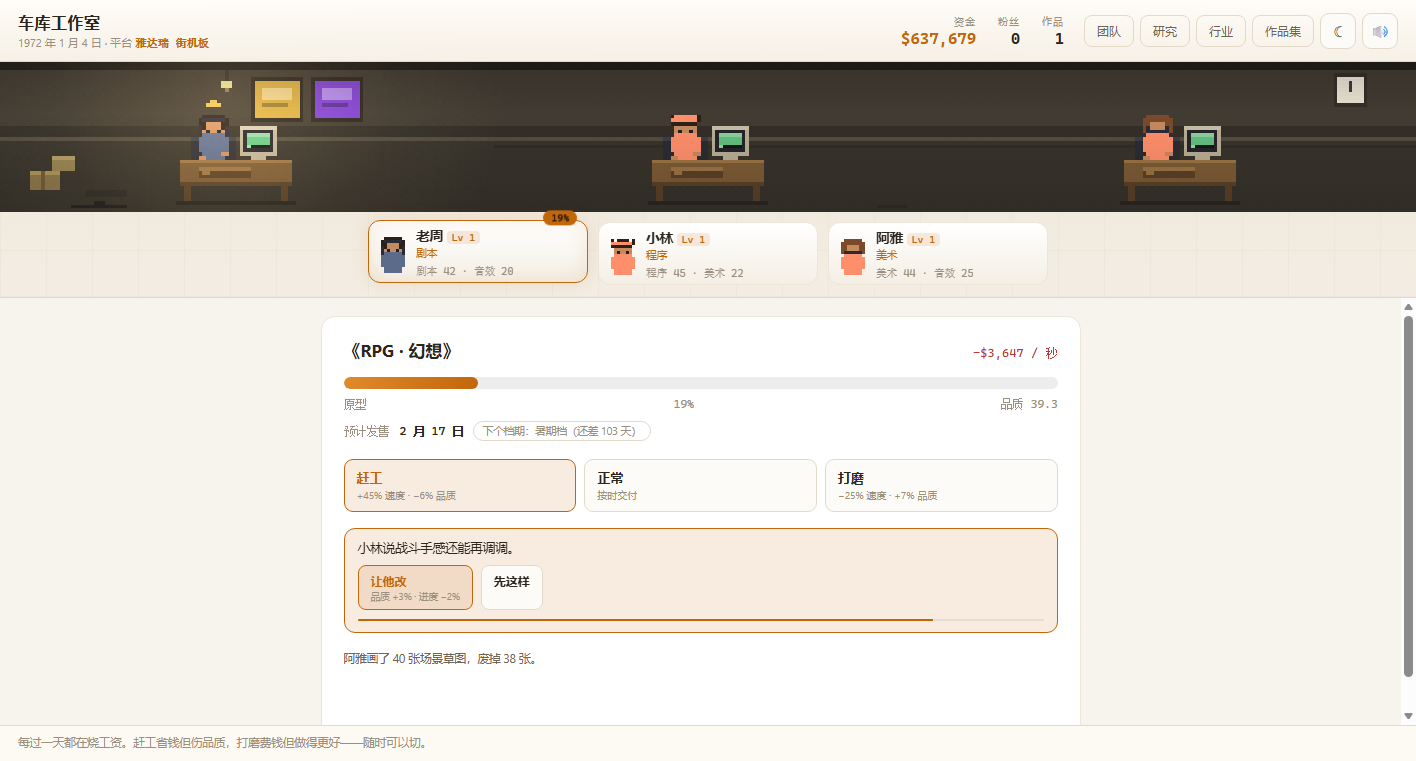 车库工作室
1972 年 1 月 4 日 · 平台 雅达瑞 街机板
资金
$637,679
粉丝
0
作品
1
团队
研究
行业
作品集
19%
老周 Lv 1
剧本
剧本 42 · 音效 20
小林 Lv 1
程序
程序 45 · 美术 22
阿雅 Lv 1
美术
美术 44 · 音效 25
《RPG · 幻想》
-$3,647 / 秒
原型
19%
品质 39.3
预计发售 2 月 17 日
下个档期：暑期档（还差 103 天）
赶工
+45% 速度 · −6% 品质
正常
按时交付
打磨
−25% 速度 · +7% 品质
小林说战斗手感还能再调调。
让他改
品质 +3% · 进度 −2%
先这样
阿雅画了 40 张场景草图，废掉 38 张。
每过一天都在烧工资。赶工省钱但伤品质，打磨费钱但做得更好——随时可以切。